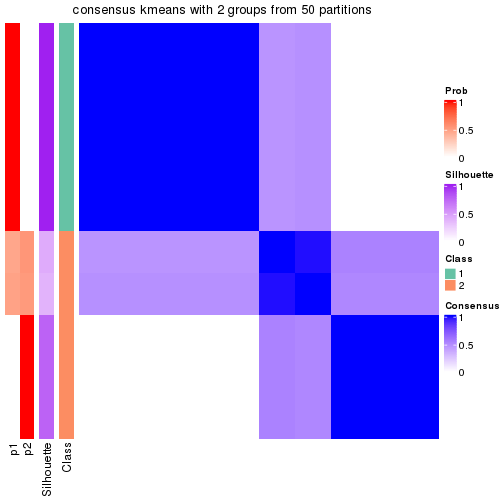 consensus kmeans with 2 groups from 50 partitions
Prob
1
0.5
0
Silhouette
1
0.5
0
Class
1
2
Consensus
1
0.5
0
p1
p2
Silhouette
Class